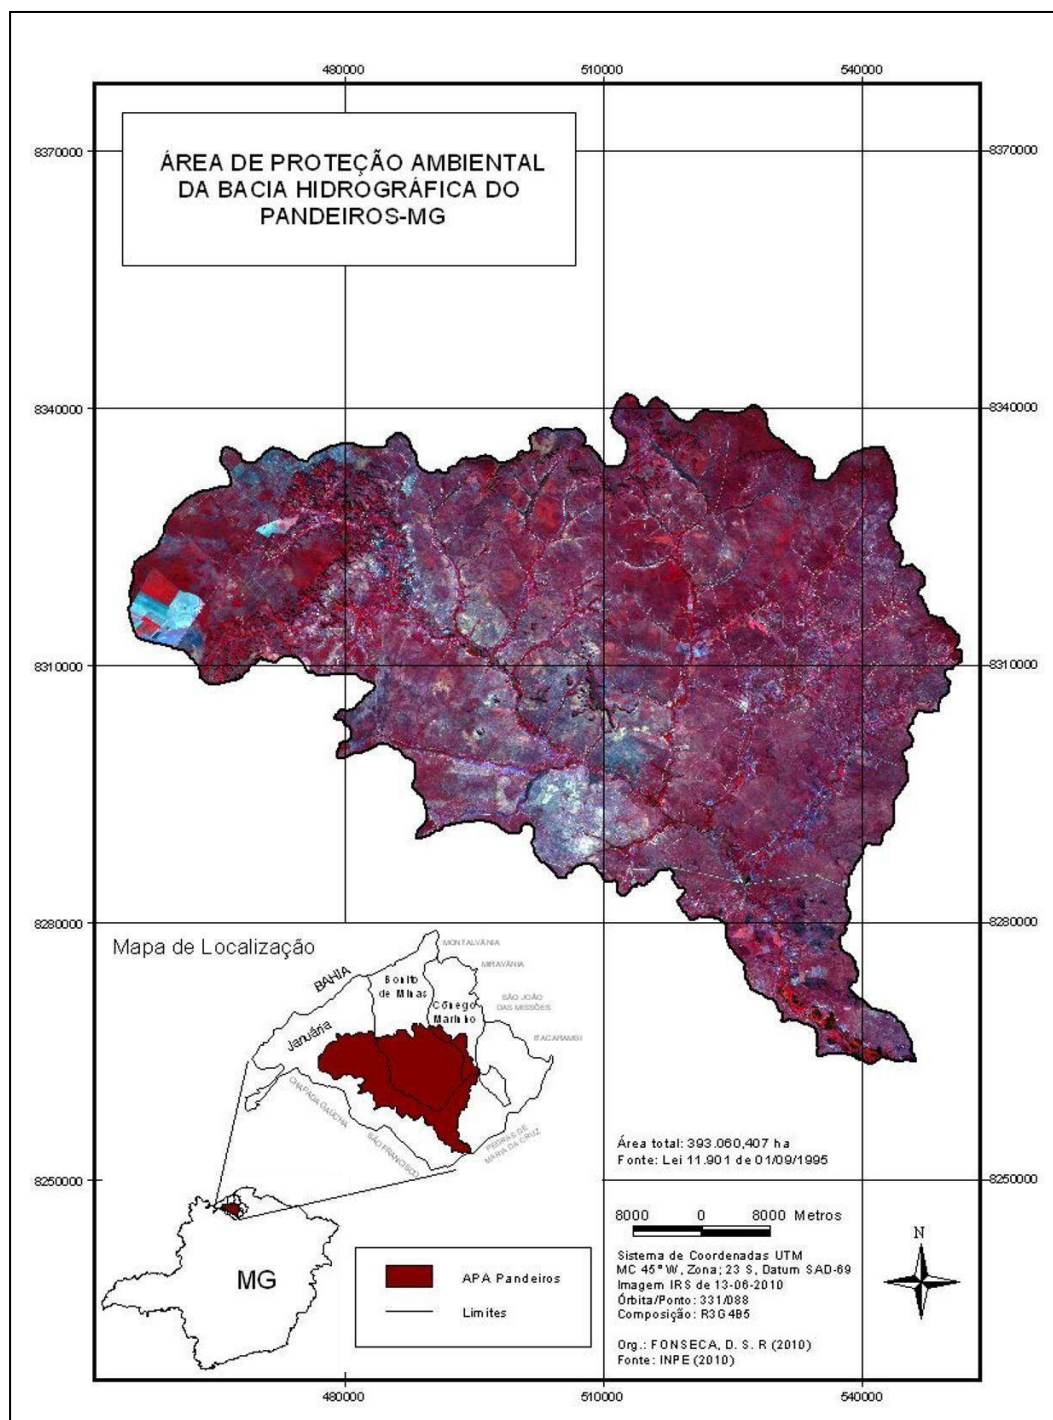 480000
510000
540000
8370000
8370000
ÁREA DE PROTEÇÃO AMBIENTAL
DA BACIA HIDROGRÁFICA DO
PANDEIROS-MG
8340000
8340000
8310000
8310000
8280000
8280000
Mapa de Localização
MONTALVÂNIA
MIRAVÂNIA
BAHIA
Bonito
de Minas
Cônego
Marinho
SÃO JOÃO
DAS MISSÕES
Januária
ITACARAMBI
CHAPADA GAÚCHA
SÃO FRANCISCO
PEDRAS DE
MARIA DA CRUZ
Área total: 393.060,407 ha
Fonte: Lei 11.901 de 01/09/1995
8250000
8250000
8000 0 8000 Metros
N
Sistema de Coordenadas UTM
MC 45° W, Zona; 23 S, Datum SAD-69
Imagem IRS de 13-06-2010
Órbita/Ponto: 331/088
Composição: R3G4B5
MG
APA Pandeiros
Limites
Org.: FONSECA, D. S. R (2010)
Fonte: INPE (2010)
480000
510000
540000